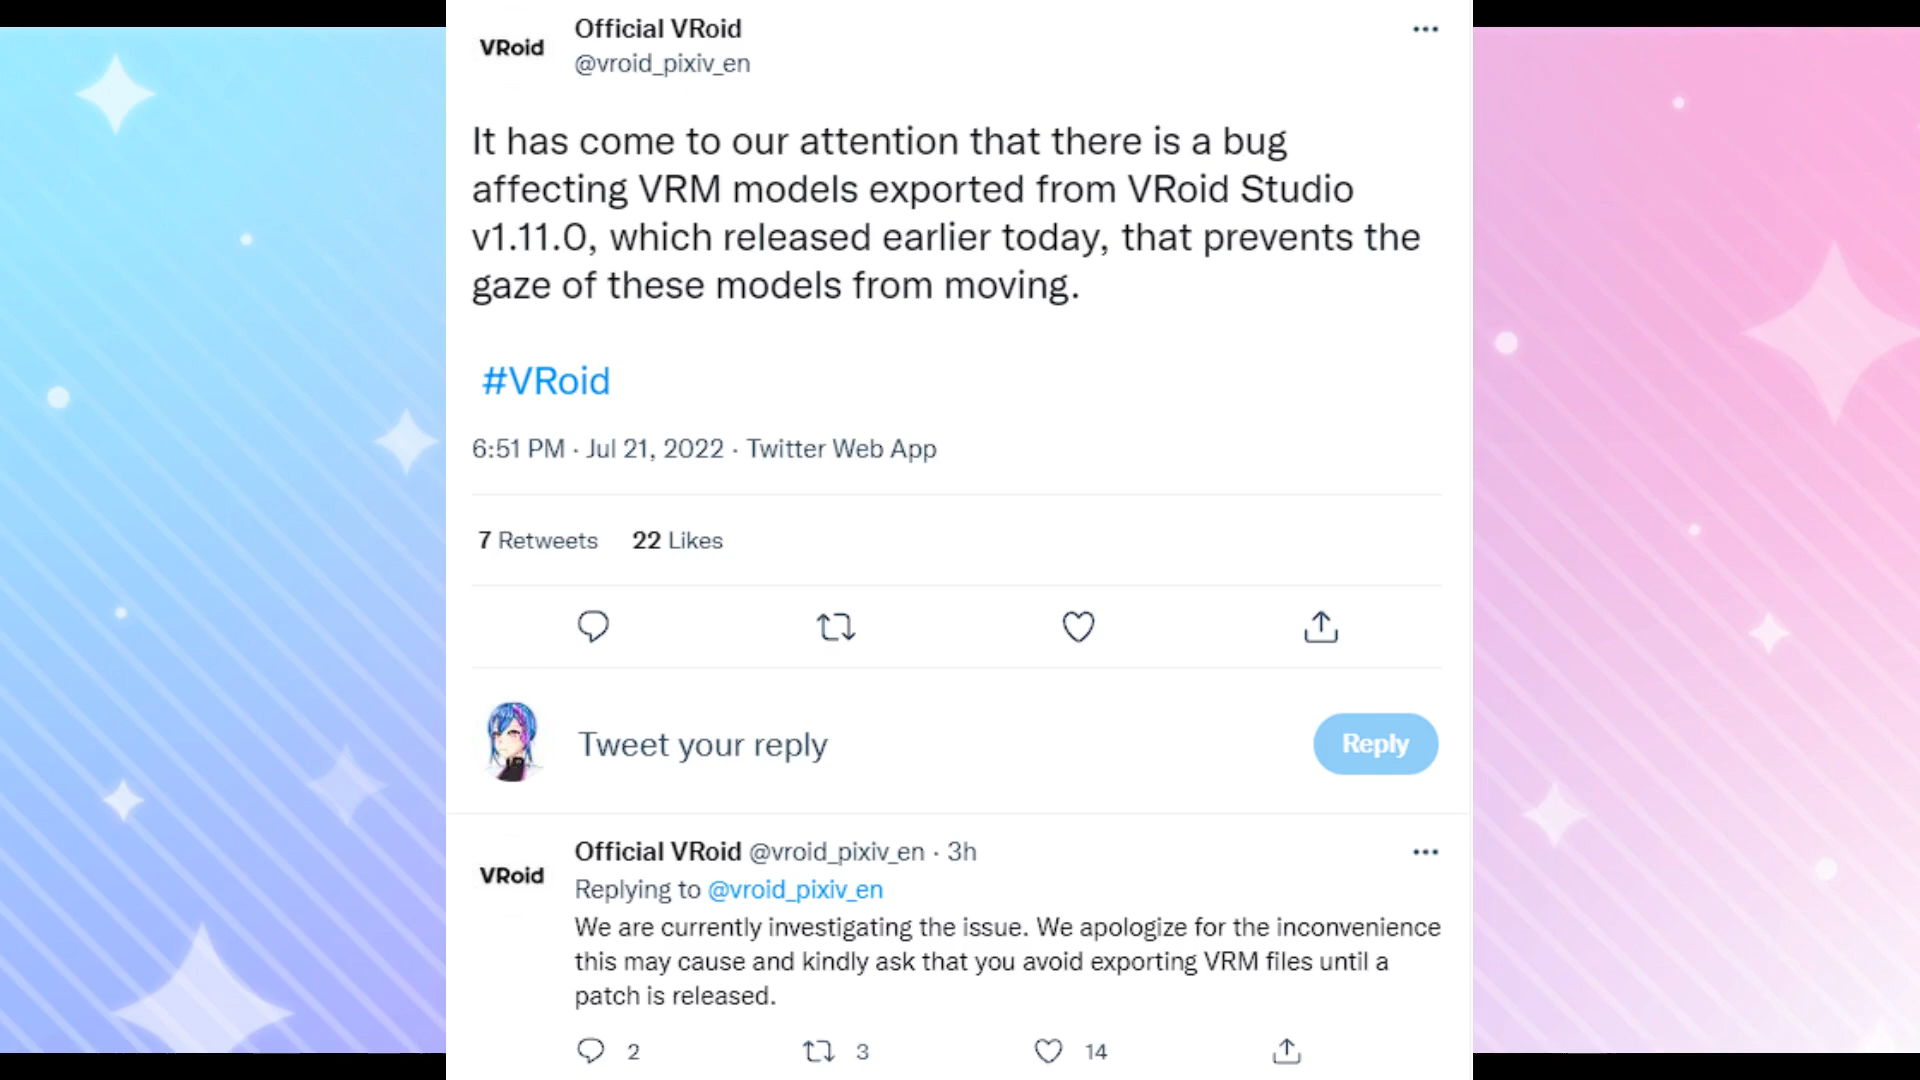 Official VRoid
VRoid
@vroid_pixiv_en
It has come to our attention that there is a bug
affecting VRM models exported from VRoid Studio
v1.11.0, which released earlier today, that prevents the
gaze of these models from moving.
#VRoid
6:51 PM · Jul 21, 2022 · Twitter Web App
7 Retweets 22 Likes
Tweet your reply
Reply
Official VRoid @vroid_pixiv_en · 3h
VRoid
Replying to @vroid_pixiv_en
We are currently investigating the issue. We apologize for the inconvenience
this may cause and kindly ask that you avoid exporting VRM files until a
patch is released.
2 3 14